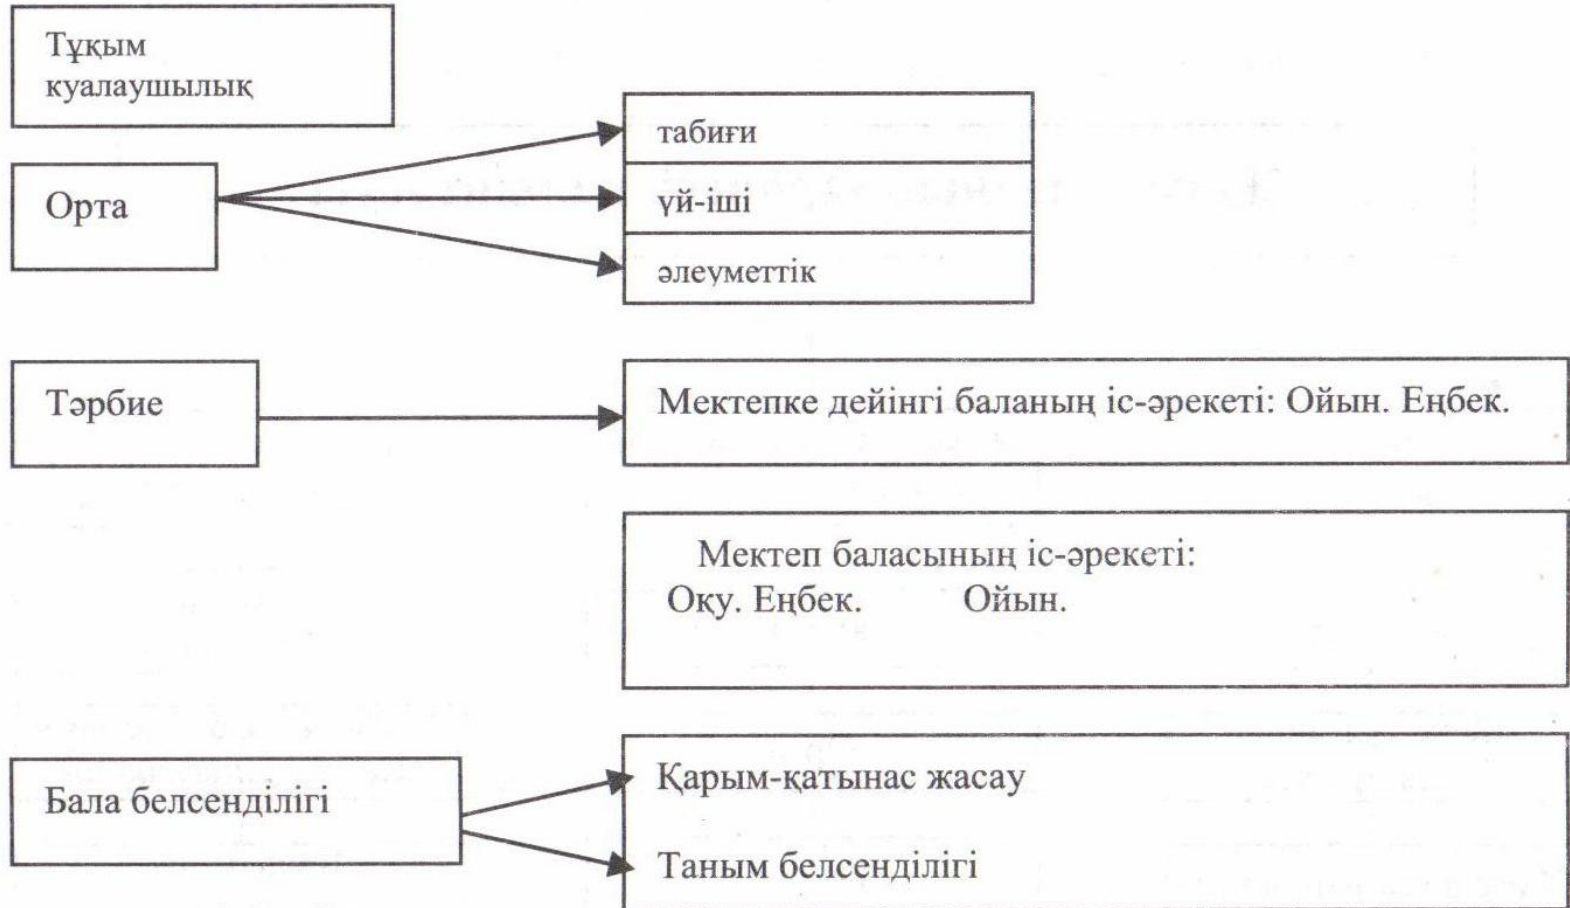 Тұқым
куалаушылық
табиғи
Орта
үй-іші
әлеуметтік
Тәрбие
Мектепке дейінгі баланың іс-әрекеті: Ойын. Еңбек.
Мектеп баласының іс-әрекеті:
Оқу. Еңбек. Ойын.
Бала белсенділігі
Қарым-қатынас жасау
Таным белсенділігі